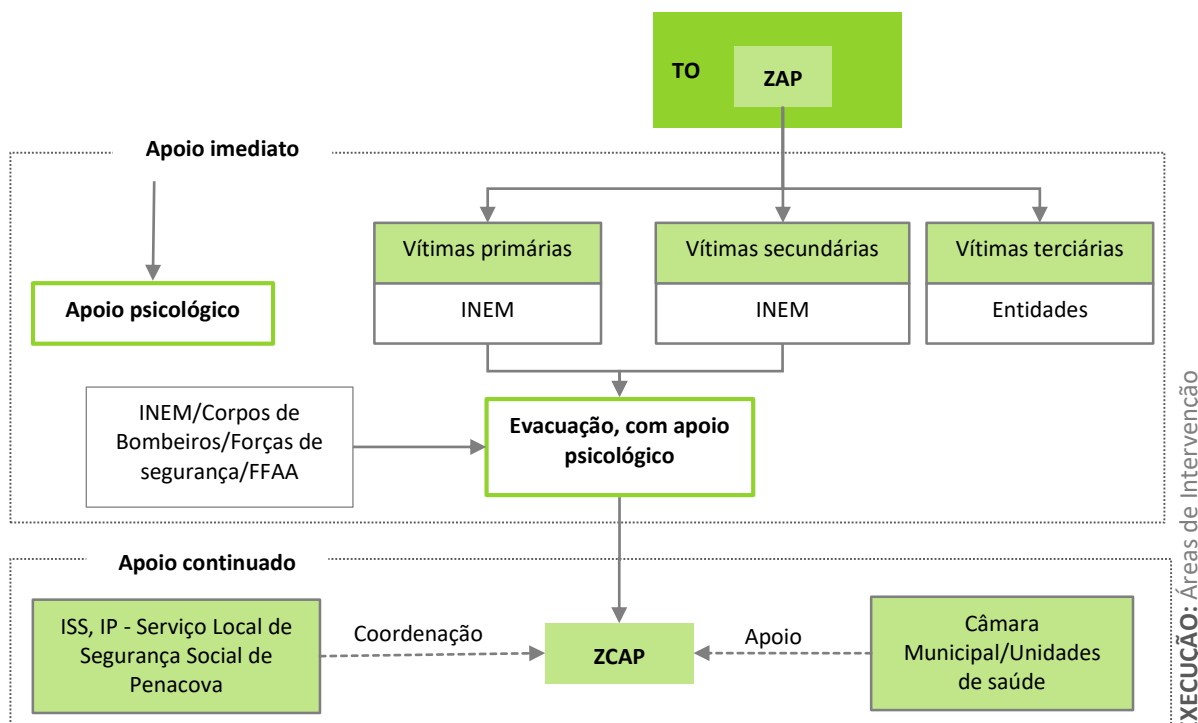 TO
ZAP
Apoio imediato
Vítimas primárias
Vítimas secundárias
Vítimas terciárias
Apoio psicológico
INEM
INEM
Entidades
INEM/Corpos de
Bombeiros/Forças de
segurança/FFAA
Evacuação, com apoio
psicológico
Apoio continuado
ISS, IP - Serviço Local de
Segurança Social de
Penacova
Coordenação
ZCAP
Apoio
Câmara
Municipal/Unidades
de saúde
XECUÇÃO: Áreas de Intervenção